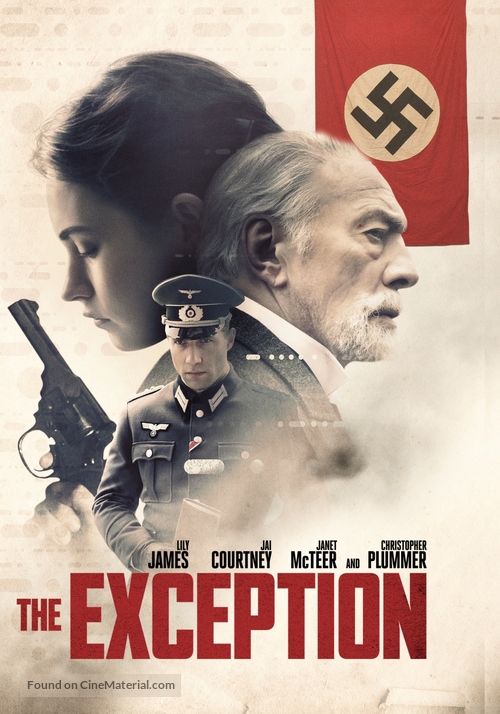 LILY JAMES JAI COURTNEY JANET McTEER AND CHRISTOPHER PLUMMER
THE EXCEPTION
Found on CineMaterial.com